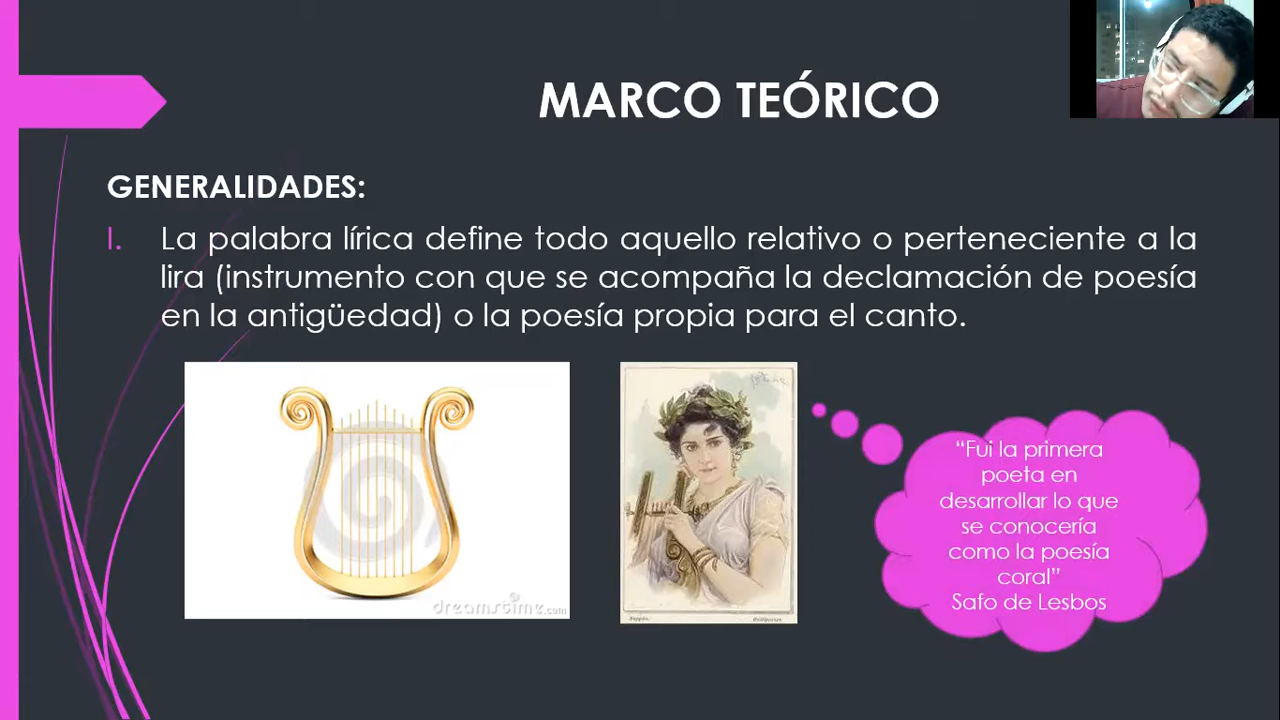 MARCO TEÓRICO
GENERALIDADES:
I. La palabra lírica define todo aquello relativo o perteneciente a la
lira (instrumento con que se acompaña la declamación de poesía
en la antigüedad) o la poesía propia para el canto.
dreamstime.com
“Fui la primera
poeta en
desarrollar lo que
se conocería
como la poesía
coral”
Safo de Lesbos